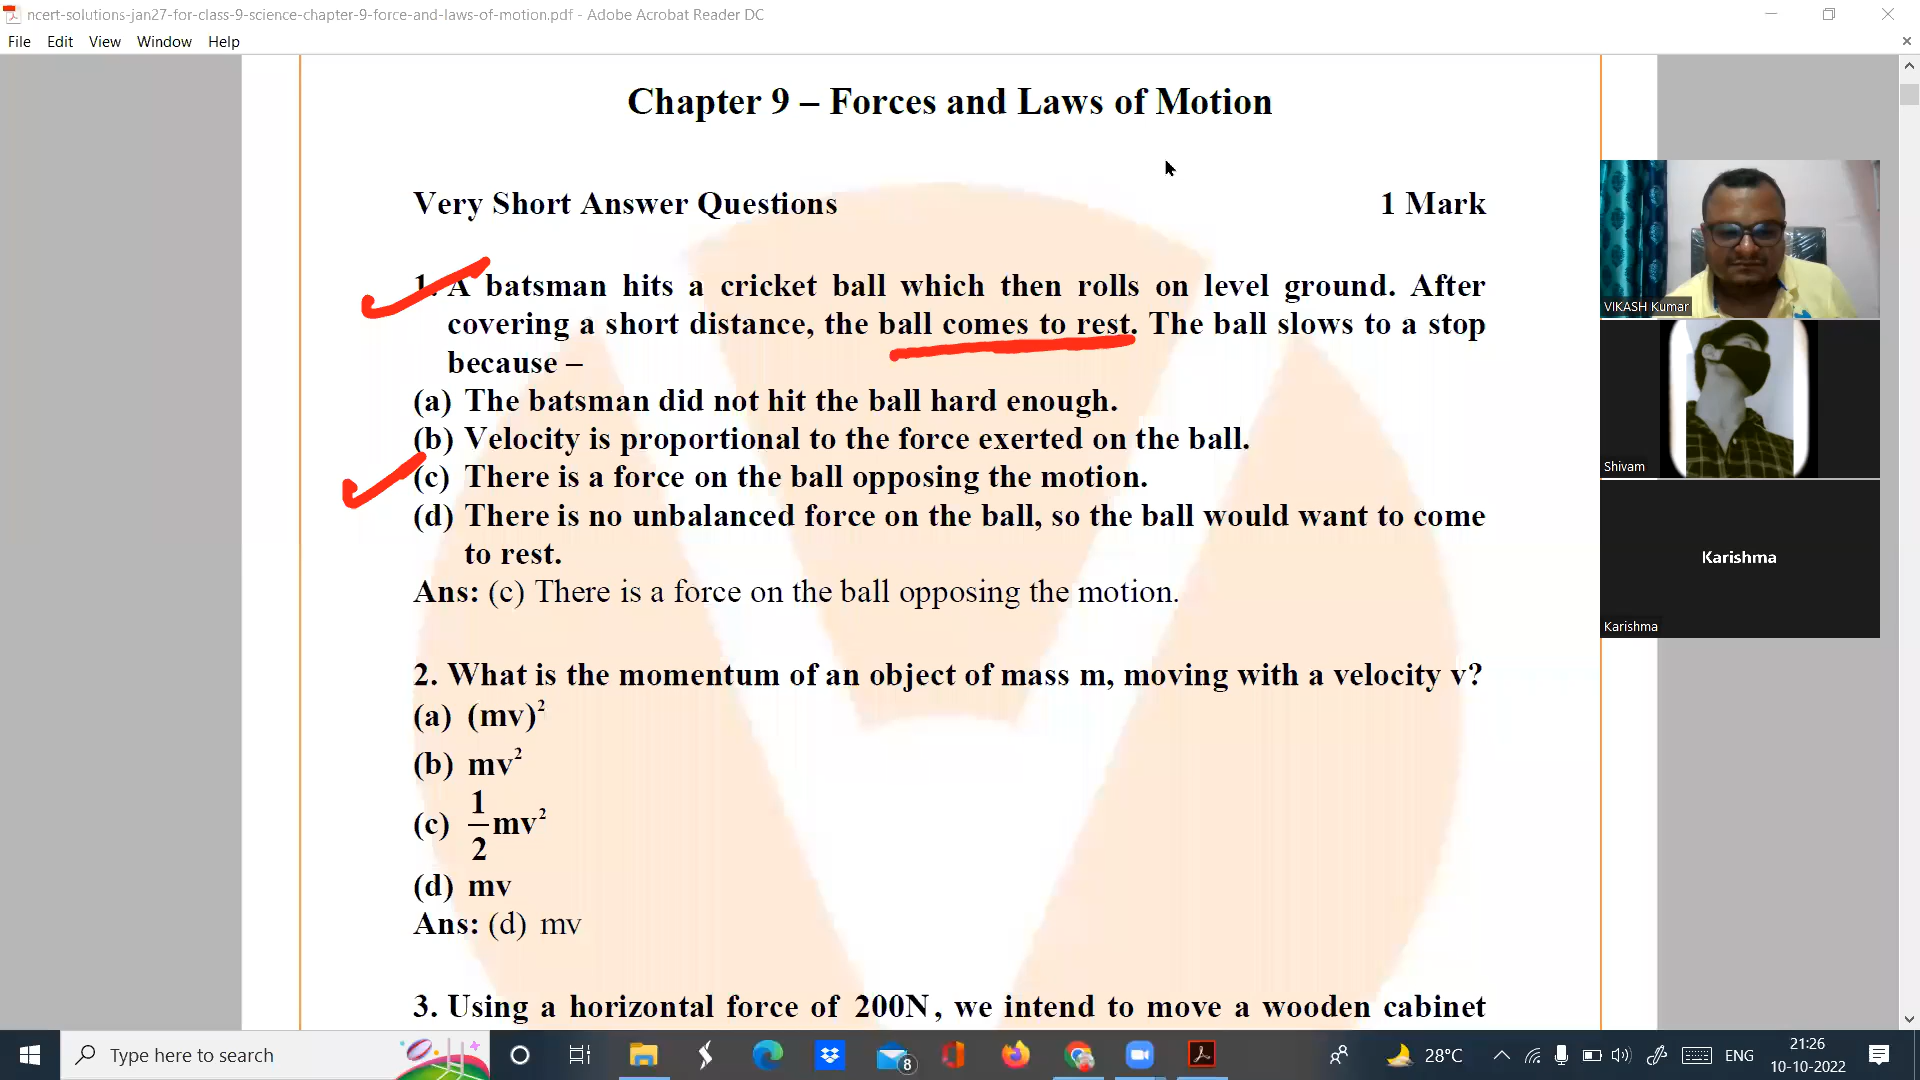 ncert-solutions-jan27-for-class-9-science-chapter-9-force-and-laws-of-motion.pdf - Adobe Acrobat Reader DC
File Edit View Window Help
Chapter 9 – Forces and Laws of Motion
Very Short Answer Questions 1 Mark
1. A batsman hits a cricket ball which then rolls on level ground. After
covering a short distance, the ball comes to rest. The ball slows to a stop
because –
(a) The batsman did not hit the ball hard enough.
(b) Velocity is proportional to the force exerted on the ball.
(c) There is a force on the ball opposing the motion.
(d) There is no unbalanced force on the ball, so the ball would want to come
to rest.
Ans: (c) There is a force on the ball opposing the motion.
2. What is the momentum of an object of mass m, moving with a velocity v?
(a) (mv)²
(b) mv²
(c) 1/2 mv²
(d) mv
Ans: (d) mv
3. Using a horizontal force of 200N, we intend to move a wooden cabinet
VIKASH Kumar
Shivam
Karishma
Karishma
Type here to search
8
28°C
ENG
21:26
10-10-2022